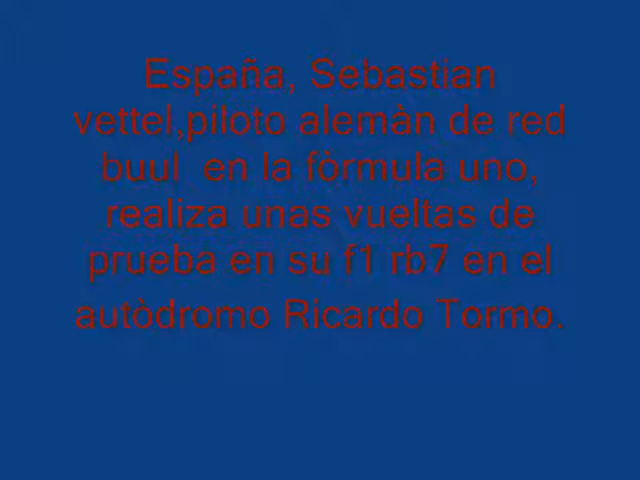 España, Sebastian
vettel,piloto alemàn de red
buul en la fòrmula uno,
realiza unas vueltas de
prueba en su f1 rb7 en el
autòdromo Ricardo Tormo.